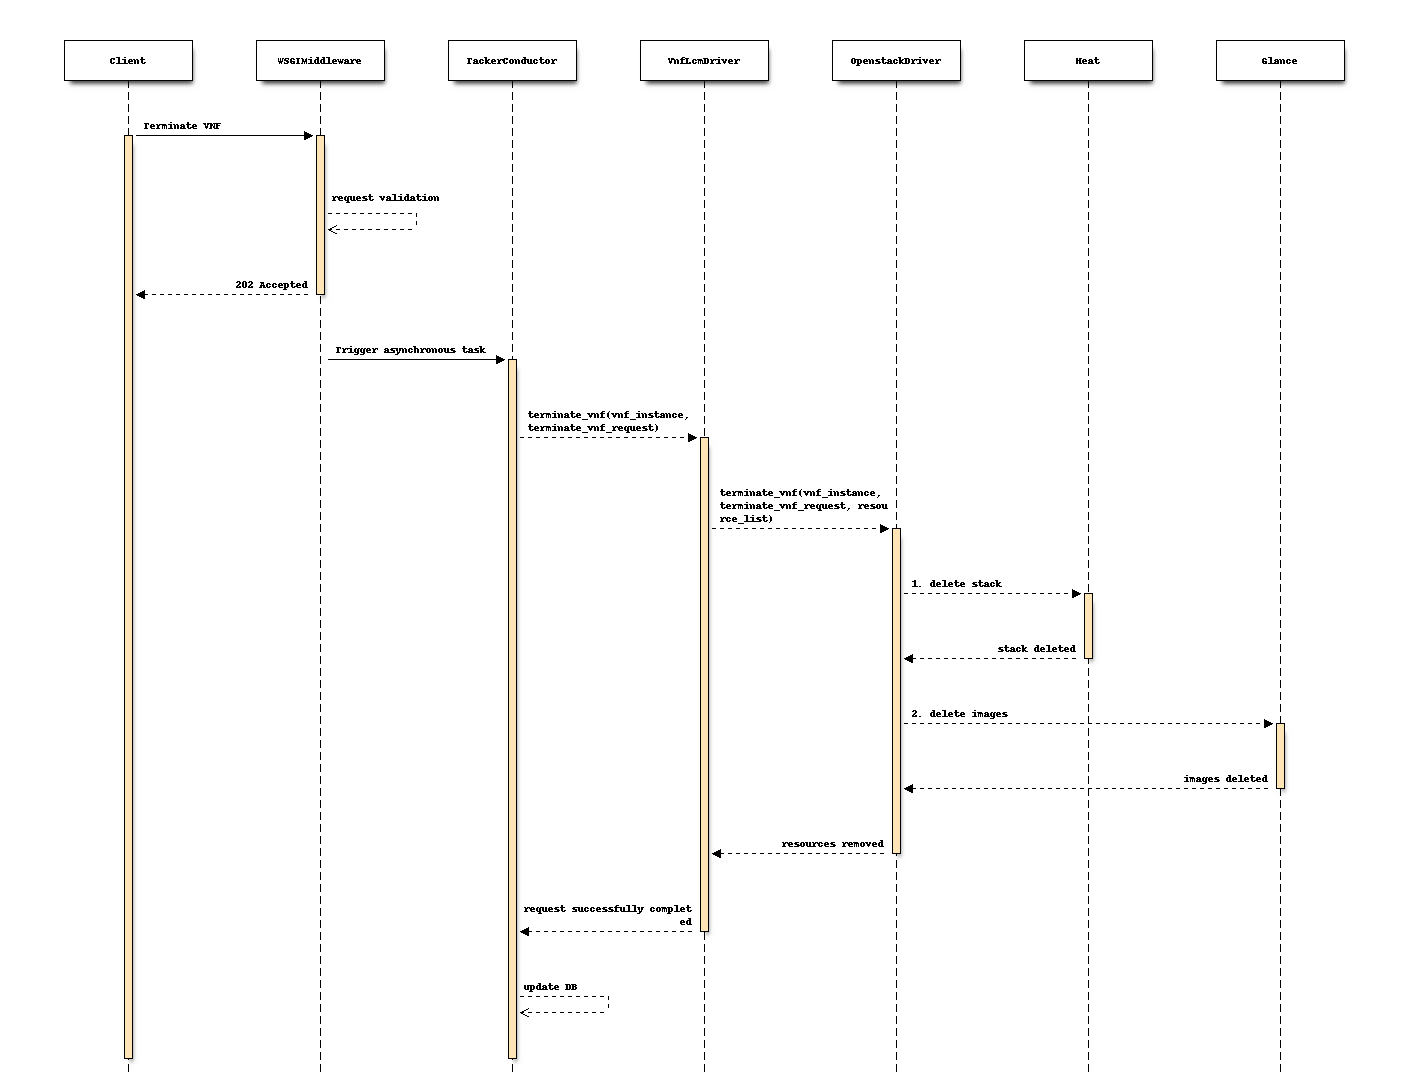 Client
WSGIMiddleware
TackerConductor
VnfLcmDriver
OpenstackDriver
Heat
Glance
Terminate VNF
request validation
202 Accepted
Trigger asynchronous task
terminate_vnf(vnf_instance,
terminate_vnf_request)
terminate_vnf(vnf_instance,
terminate_vnf_request, resou
rce_list)
1. delete stack
stack deleted
2. delete images
images deleted
resources removed
request successfully complet
ed
update DB